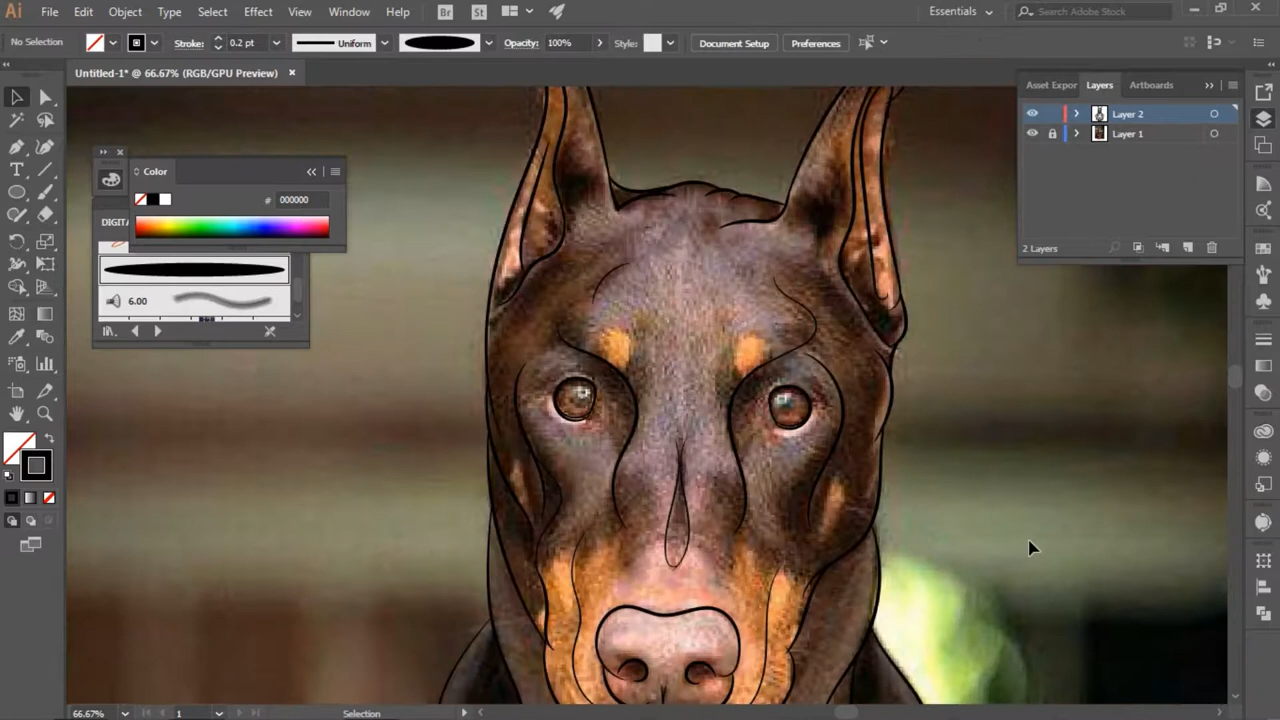 Ai File Edit Object Type Select Effect View Window Help Br St Essentials Search Adobe Stock
No Selection Stroke: 0.2 pt Uniform Opacity: 100% Style: Document Setup Preferences
Untitled-1* @ 66.67% (RGB/GPU Preview)
Asset Expor Layers Artboards
Layer 2
Layer 1
2 Layers
Color
# 000000
DIGITA
6.00
66.67% 1 Selection